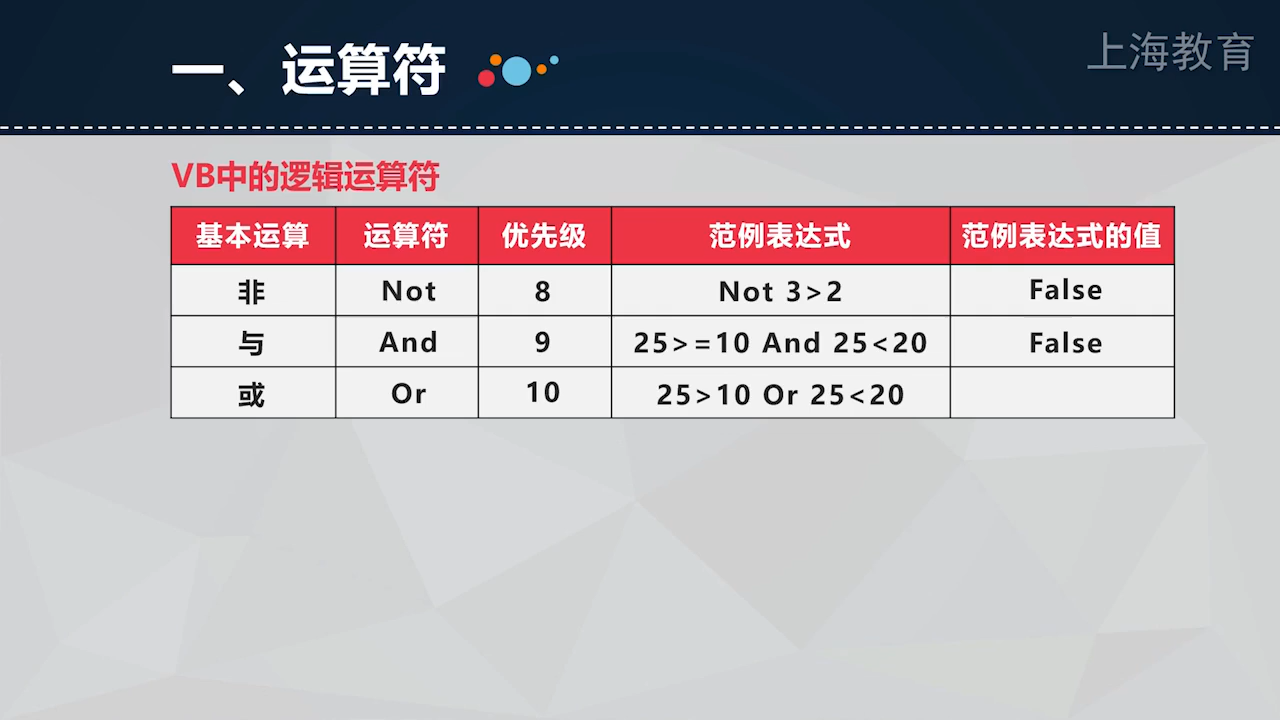 一、运算符
上海教育
VB中的逻辑运算符
基本运算 运算符 优先级 范例表达式 范例表达式的值
非 Not 8 Not 3>2 False
与 And 9 25>=10 And 25<20 False
或 Or 10 25>10 Or 25<20